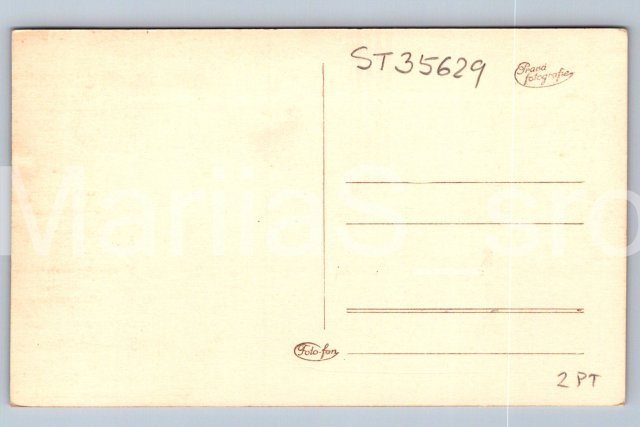 ST35629
Pravá
fotografie
MariiaS_sro
Foto-fon
2 PT